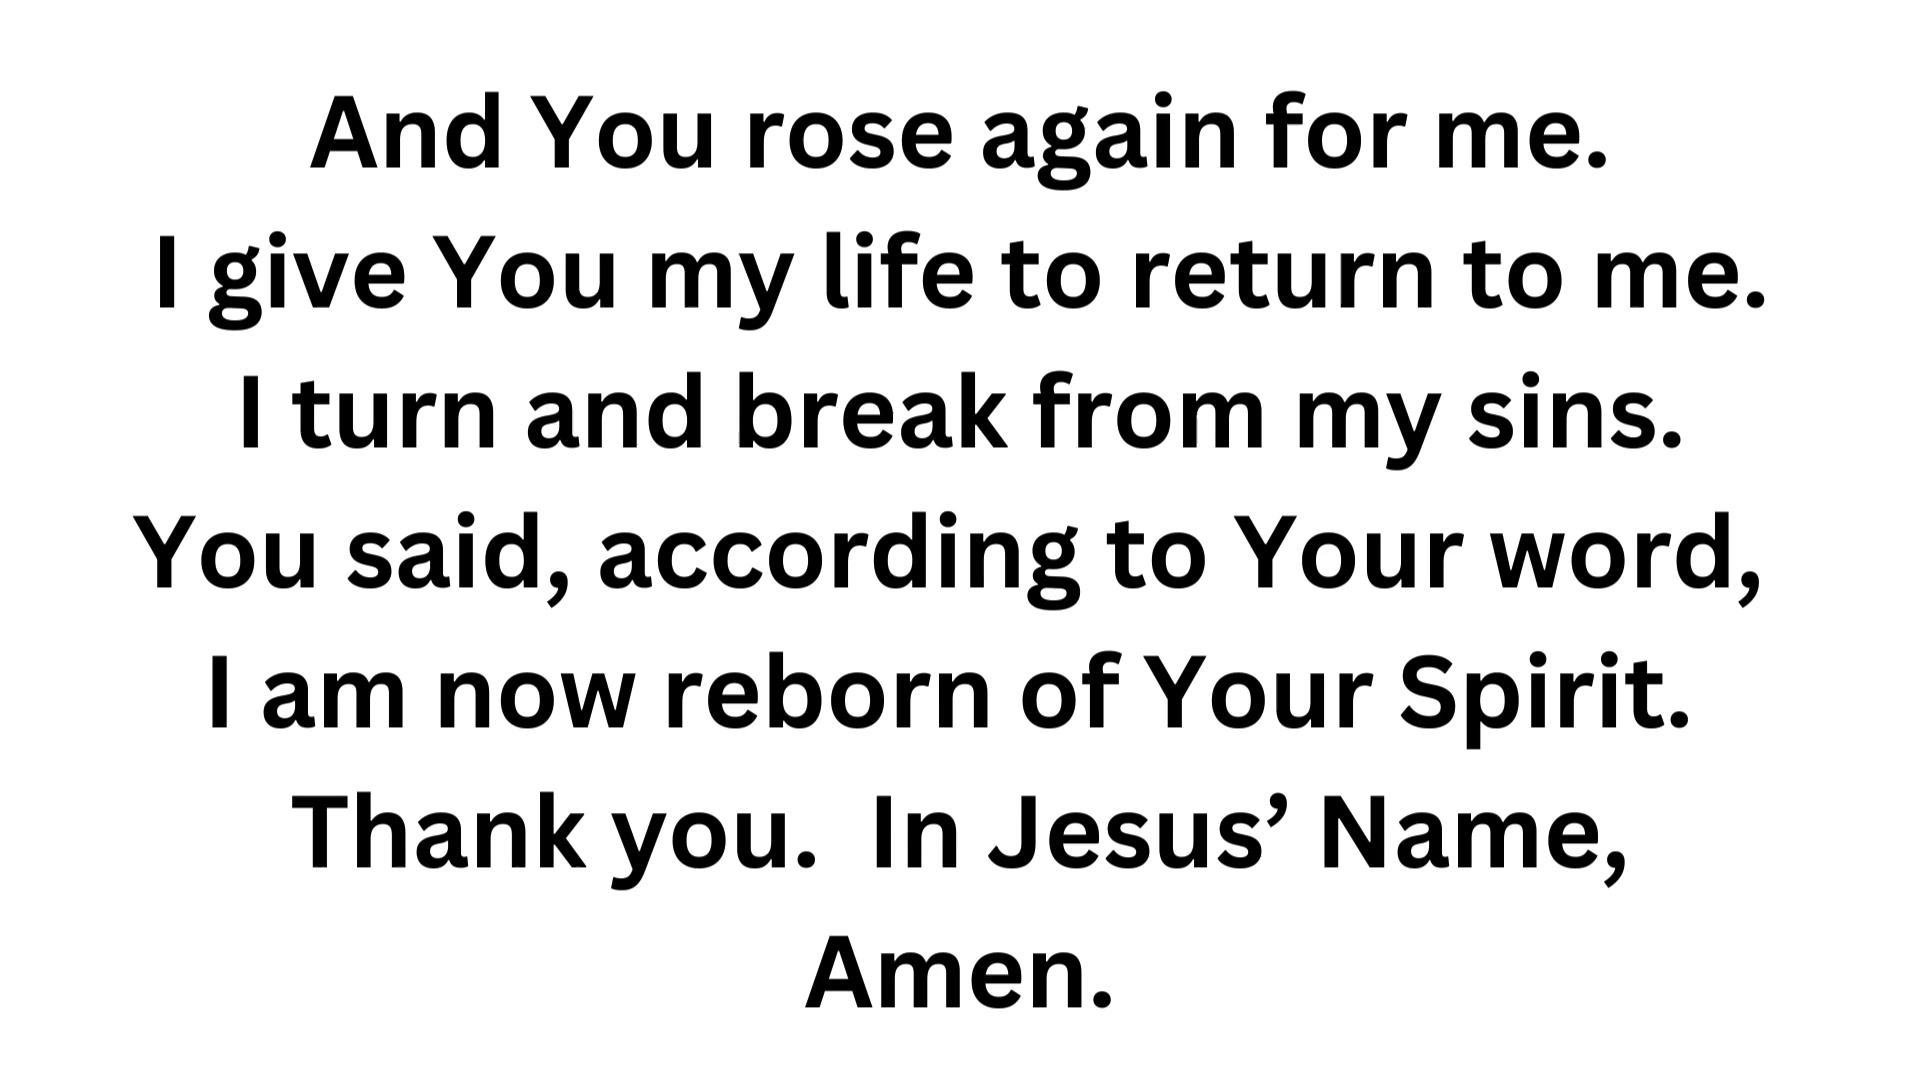 And You rose again for me.
I give You my life to return to me.
I turn and break from my sins.
You said, according to Your word,
I am now reborn of Your Spirit.
Thank you.  In Jesus’ Name,
Amen.